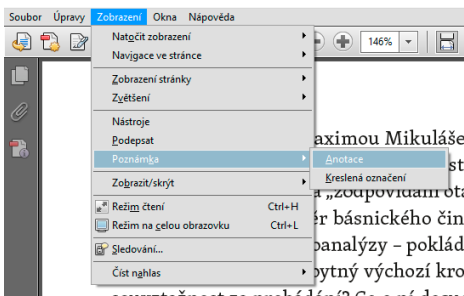 Soubor Úpravy Zobrazení Okna Nápověda
Natočit zobrazení
Navigace ve stránce
146%
Zobrazení stránky
Zvětšení
Nástroje
Podepsat
aximou Mikuláše
Poznámka
Anotace
st
Kreslená označení
Zobrazit/skrýt
a „zodpovídání ota
Režim čtení Ctrl+H
ěr básnického čin
Režim na celou obrazovku Ctrl+L
Sledování...
oanalýzy – poklád
Číst nahlas
bytný výchozí kro